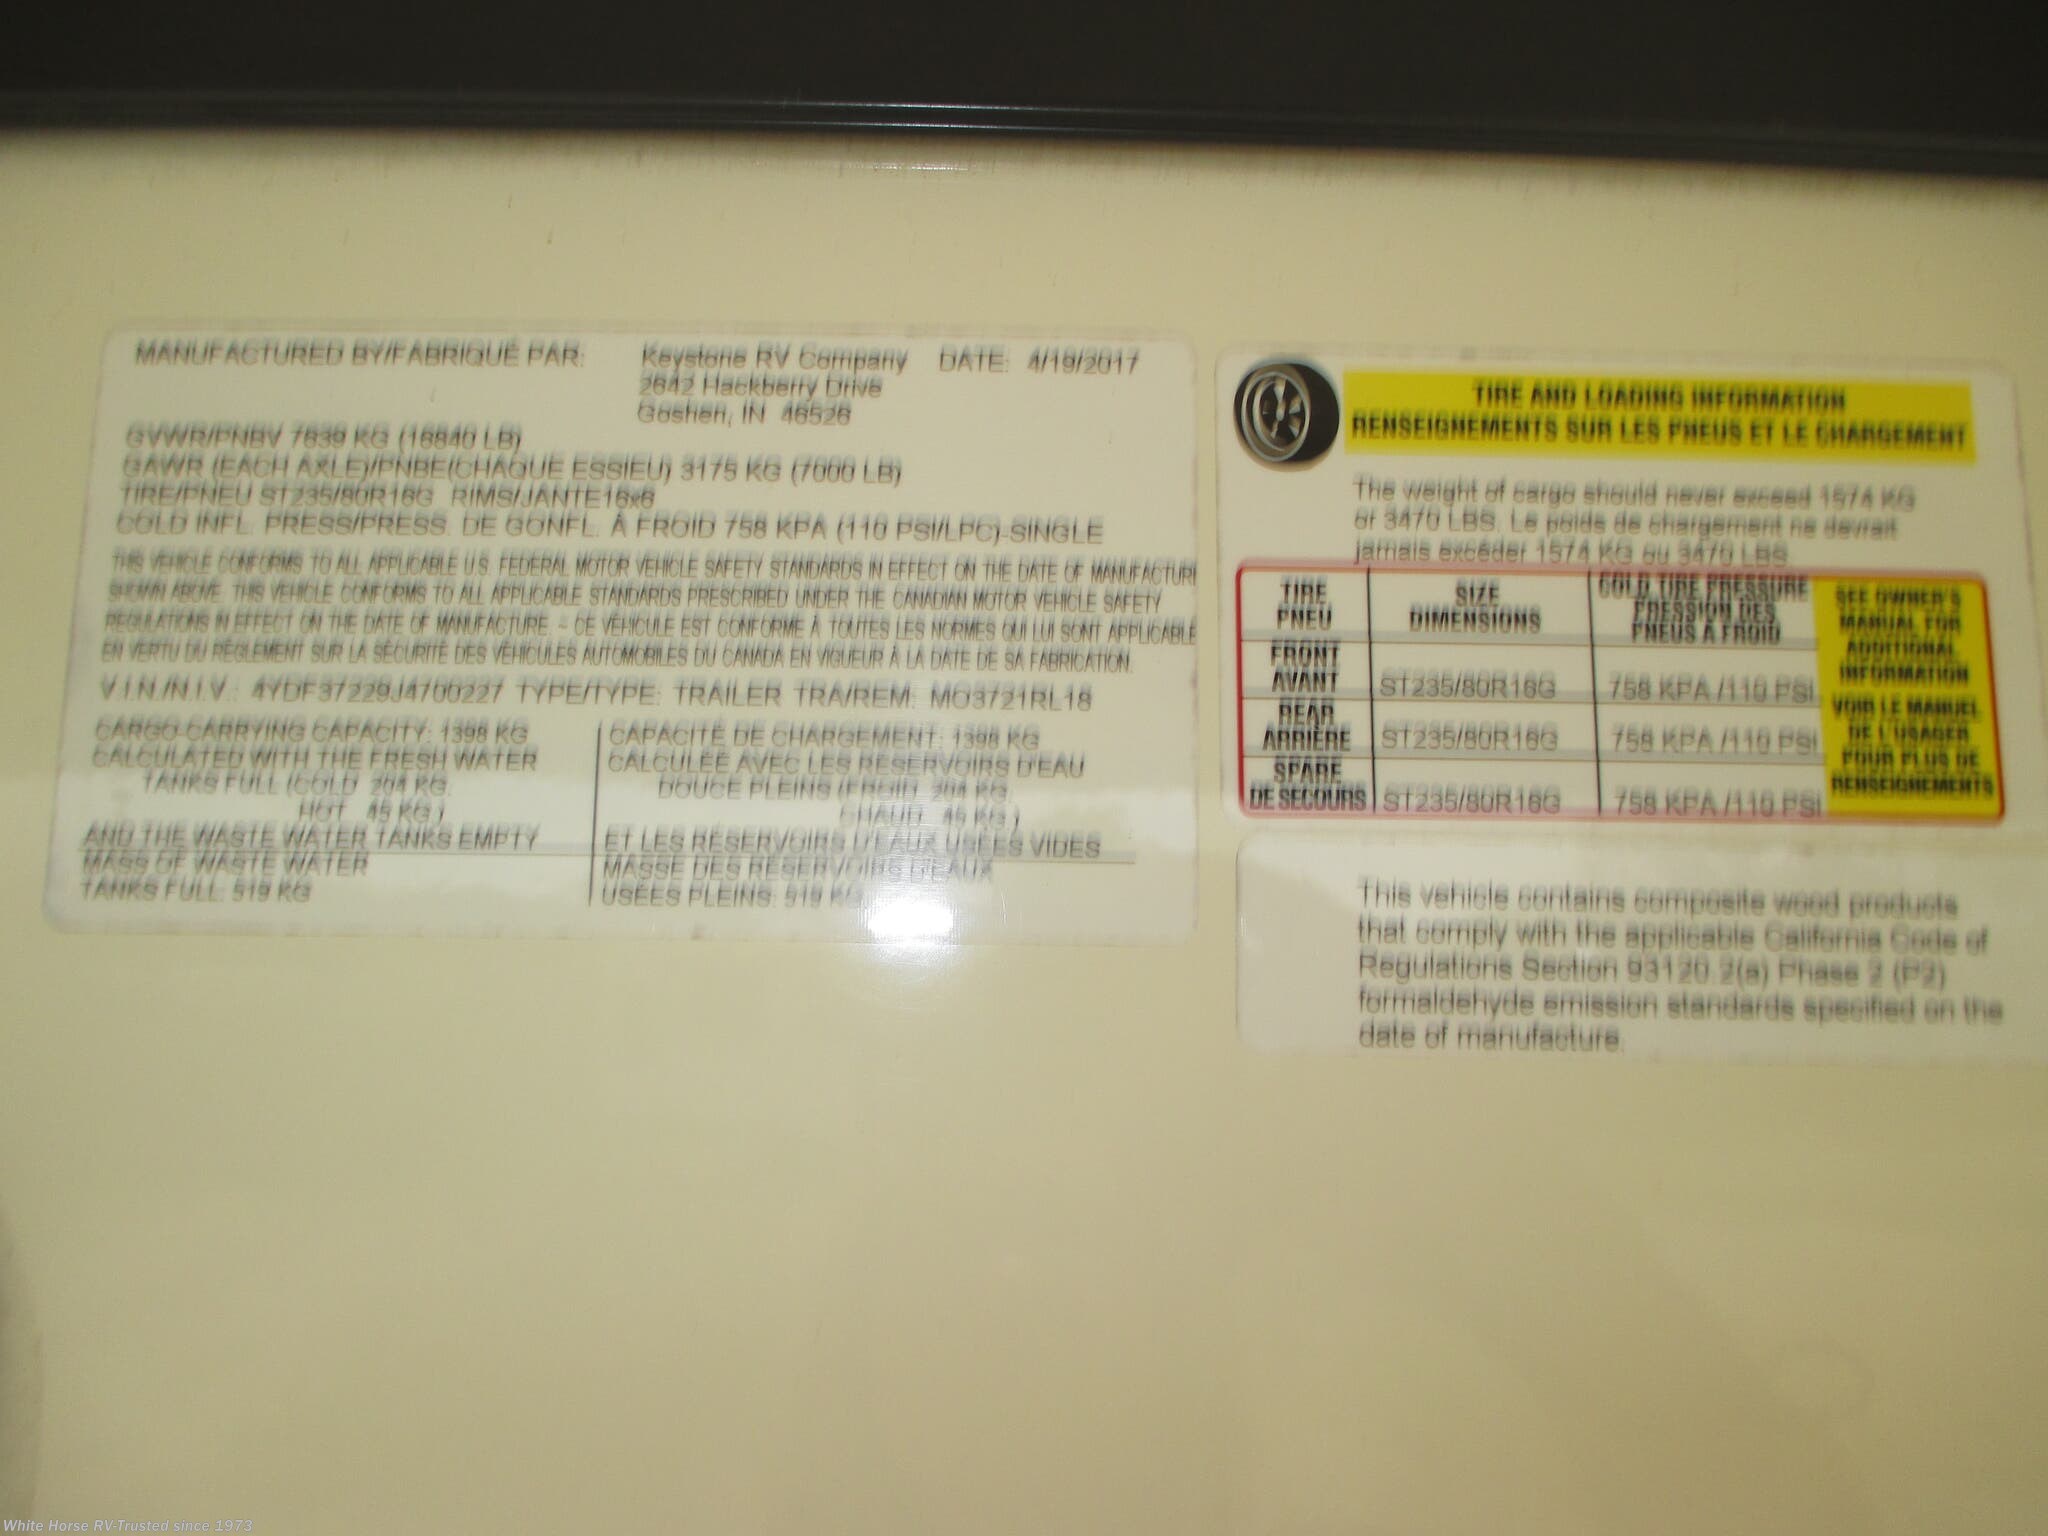 MANUFACTURED BY/FABRIQUÉ PAR: Keystone RV Company DATE: 4/19/2017
2642 Hackberry Drive
Goshen, IN 46526
GVWR/PNBV 7639 KG (16840 LB)
GAWR (EACH AXLE)/PNBE(CHAQUE ESSIEU) 3175 KG (7000 LB)
TIRE/PNEU ST235/80R16G RIMS/JANTE16x6
COLD INFL. PRESS/PRESS. DE GONFL. À FROID 758 KPA (110 PSI/LPC)-SINGLE
THIS VEHICLE CONFORMS TO ALL APPLICABLE U.S. FEDERAL MOTOR VEHICLE SAFETY STANDARDS IN EFFECT ON THE DATE OF MANUFACTURE
SHOWN ABOVE. THIS VEHICLE CONFORMS TO ALL APPLICABLE STANDARDS PRESCRIBED UNDER THE CANADIAN MOTOR VEHICLE SAFETY
REGULATIONS IN EFFECT ON THE DATE OF MANUFACTURE – CE VÉHICULE EST CONFORME À TOUTES LES NORMES QUI LUI SONT APPLICABLE
EN VERTU DU RÈGLEMENT SUR LA SÉCURITÉ DES VÉHICULES AUTOMOBILES DU CANADA EN VIGUEUR À LA DATE DE SA FABRICATION.
V.I.N./N.I.V.: 4YDF37229J4700227 TYPE/TYPE: TRAILER TRA/REM: MO3721RL18
CARGO CARRYING CAPACITY: 1398 KG
CALCULATED WITH THE FRESH WATER
TANKS FULL (COLD 204 KG.
HOT 45 KG.)
AND THE WASTE WATER TANKS EMPTY
MASS OF WASTE WATER
TANKS FULL: 519 KG
CAPACITÉ DE CHARGEMENT: 1398 KG
CALCULÉE AVEC LES RÉSERVOIRS D'EAU
DOUCE PLEINS (FROID 204 KG.
CHAUD 45 KG.)
ET LES RÉSERVOIRS D'EAUX USÉES VIDES
MASSE DES RÉSERVOIRS D'EAUX
USÉES PLEINS: 519 KG
TIRE AND LOADING INFORMATION
RENSEIGNEMENTS SUR LES PNEUS ET LE CHARGEMENT
The weight of cargo should never exceed 1574 KG
or 3470 LBS. Le poids de chargement ne devrait
jamais excéder 1574 KG ou 3470 LBS.
TIRE SIZE COLD TIRE PRESSURE
PNEU DIMENSIONS PRESSION DES
PNEUS À FROID
FRONT
AVANT ST235/80R16G 758 KPA /110 PSI
REAR
ARRIÈRE ST235/80R16G 758 KPA /110 PSI
SPARE
DE SECOURS ST235/80R16G 758 KPA /110 PSI
SEE OWNER'S
MANUAL FOR
ADDITIONAL
INFORMATION
VOIR LE MANUEL
DE L'USAGER
POUR PLUS DE
RENSEIGNEMENTS
This vehicle contains composite wood products
that comply with the applicable California Code of
Regulations Section 93120.2(a) Phase 2 (P2)
formaldehyde emission standards specified on the
date of manufacture.
White Horse RV-Trusted since 1973